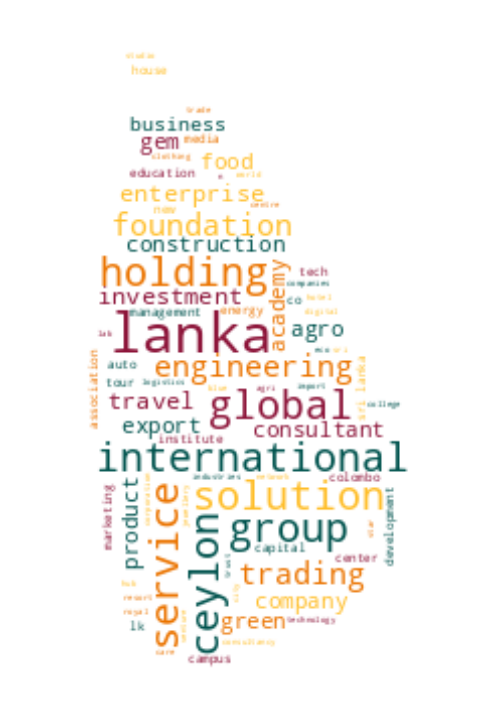 studio
house
trade
business
gem media
clothing food
education world
enterprise
new centre
foundation
construction
holding
academy
tech
companies
investment
co hotel
management energy digital
lanka
agro
lab
eco
association
engineering
auto
sri lanka
tour logistics
blue agri import
travel global
college
export consultant
institute
international
industries network colombo
marketing
product
corporation
service
jewellery
solution
ceylon
group
star
development
capital
trust
center
trading
hub
resort
city
company
royal
venture
lk
green technology
consultancy
care
campus